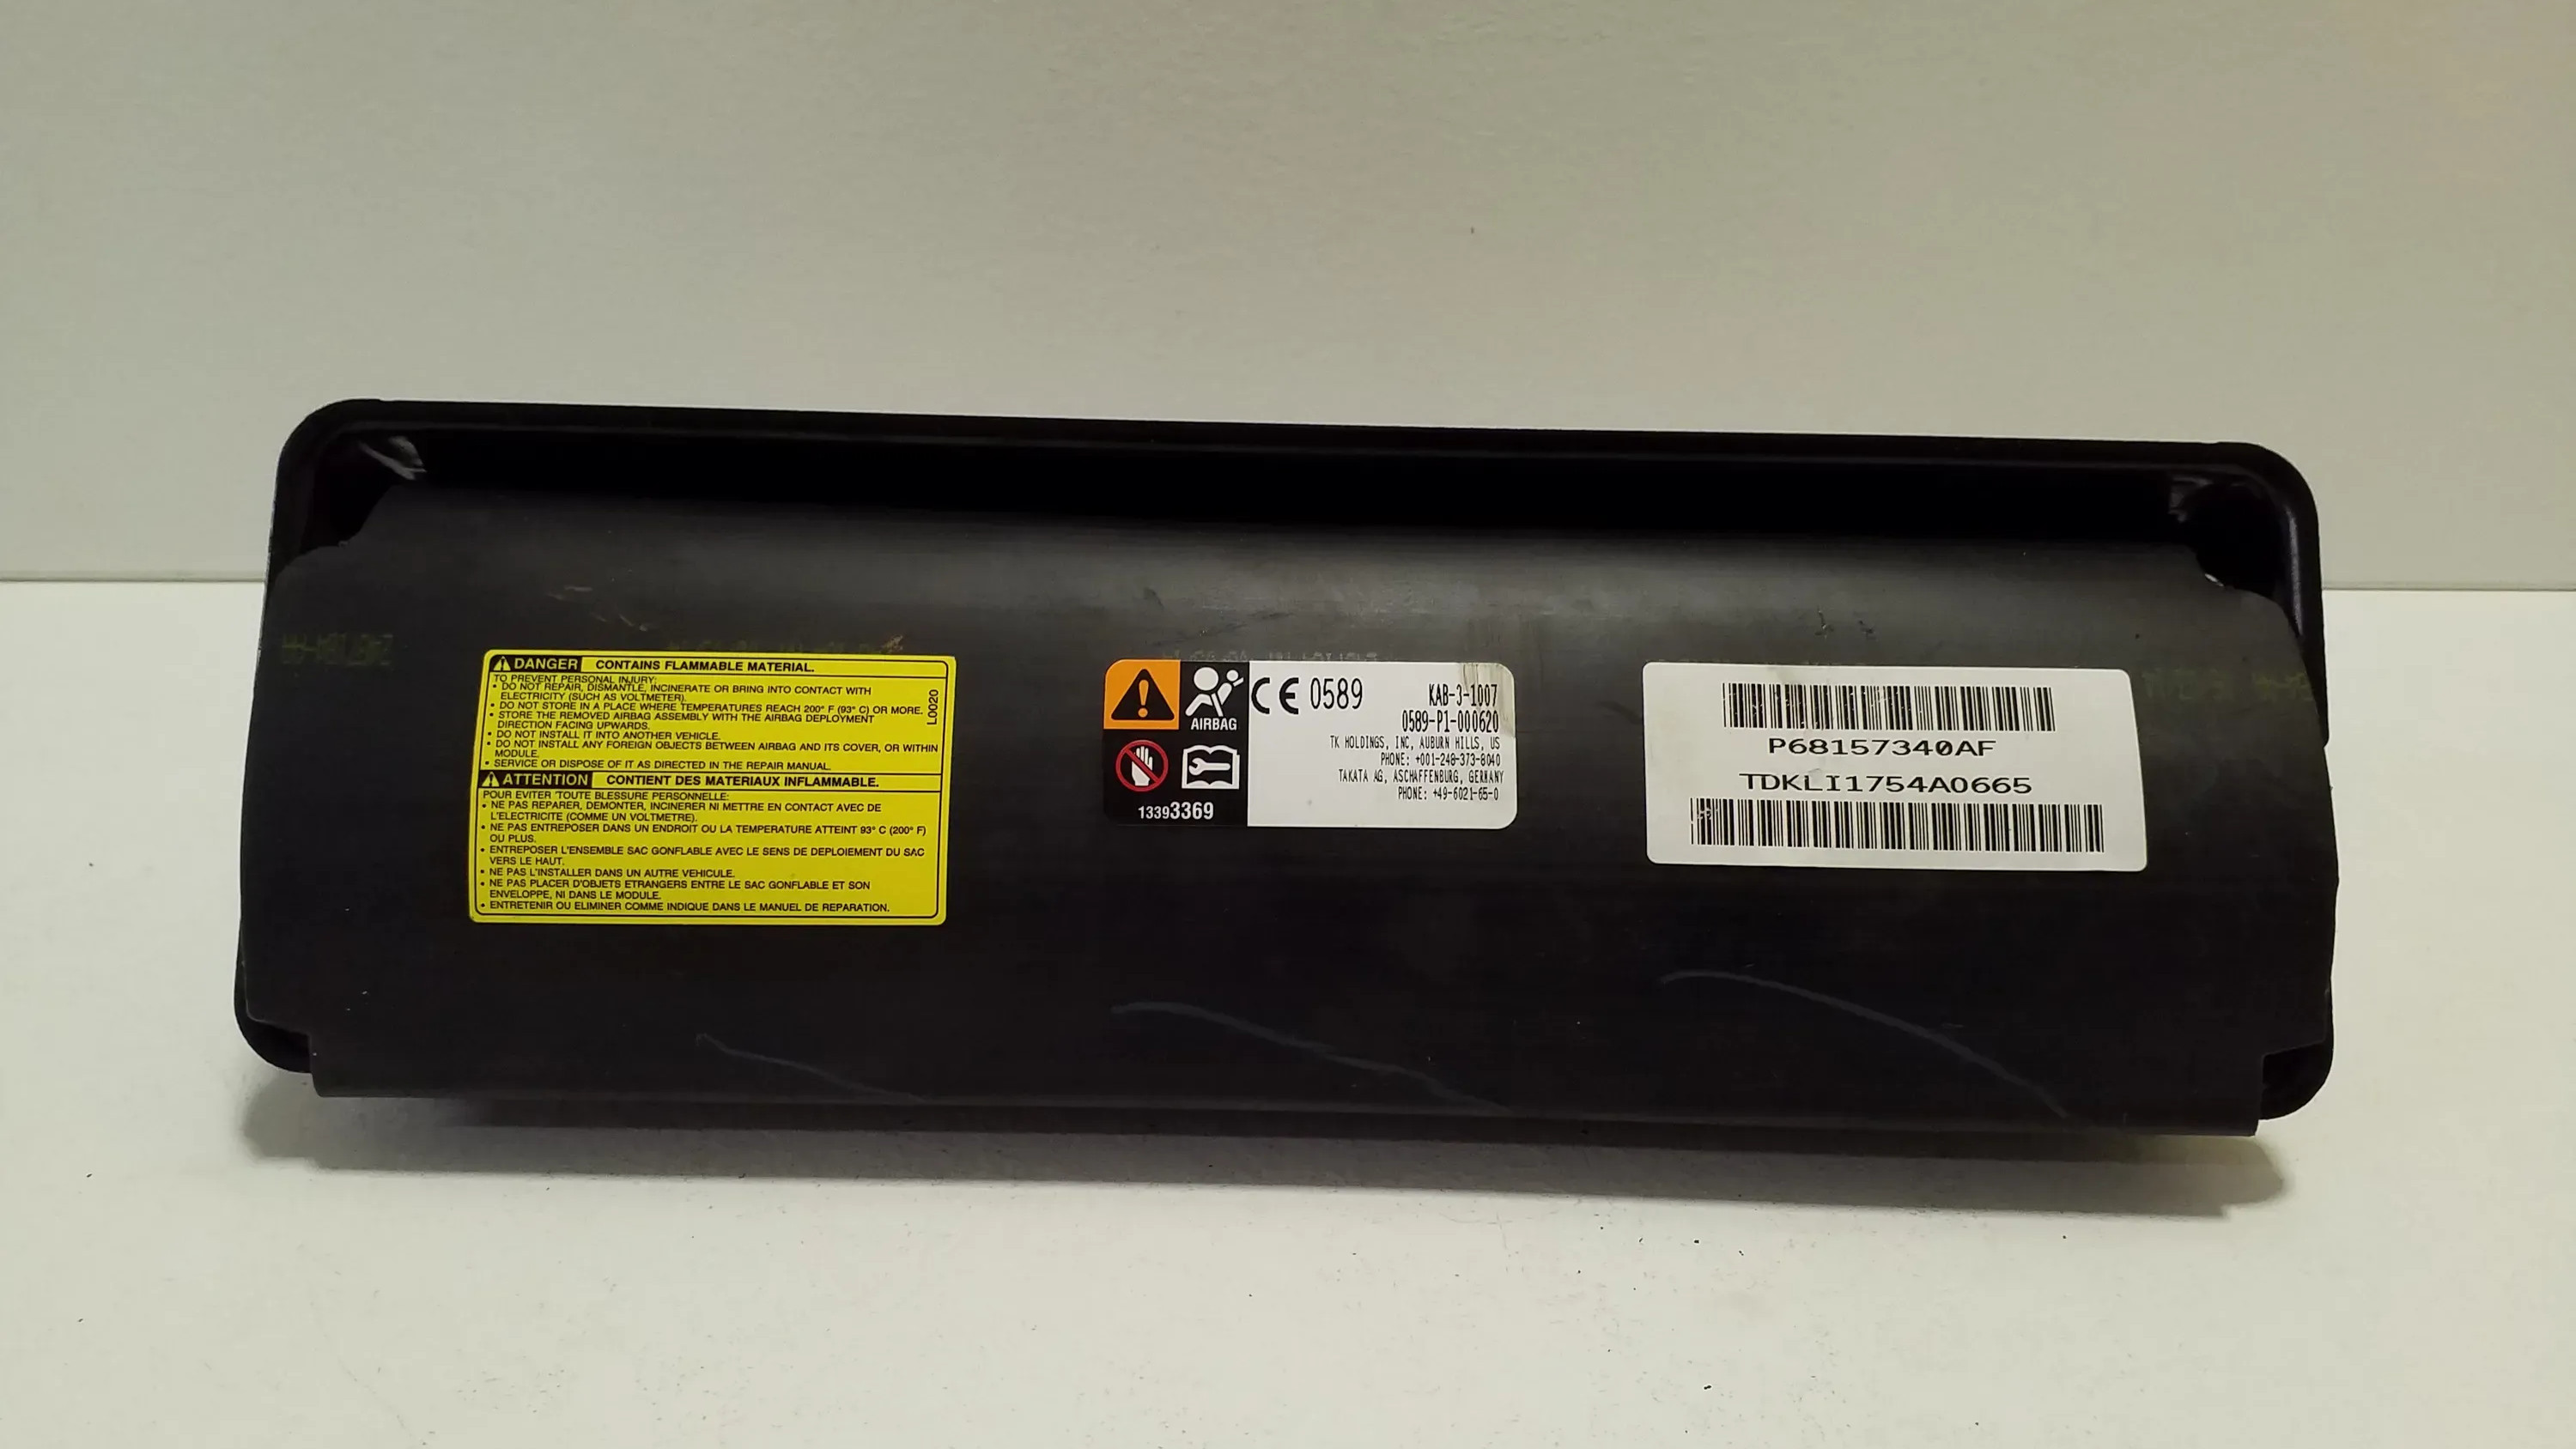 DANGER CONTAINS FLAMMABLE MATERIAL.
TO PREVENT PERSONAL INJURY:
• DO NOT REPAIR, DISMANTLE, INCINERATE OR BRING INTO CONTACT WITH
ELECTRICITY (SUCH AS VOLTMETER).
• DO NOT STORE IN A PLACE WHERE TEMPERATURES REACH 200° F (93° C) OR MORE.
• STORE THE REMOVED AIRBAG ASSEMBLY WITH THE AIRBAG DEPLOYMENT
DIRECTION FACING UPWARDS.
• DO NOT INSTALL IT INTO ANOTHER VEHICLE.
• DO NOT INSTALL ANY FOREIGN OBJECTS BETWEEN AIRBAG AND ITS COVER, OR WITHIN
MODULE.
• SERVICE OR DISPOSE OF IT AS DIRECTED IN THE REPAIR MANUAL.
L0020
ATTENTION CONTIENT DES MATERIAUX INFLAMMABLE.
POUR EVITER TOUTE BLESSURE PERSONNELLE:
• NE PAS REPARER, DEMONTER, INCINERER NI METTRE EN CONTACT AVEC DE
L'ELECTRICITE (COMME UN VOLTMETRE).
• NE PAS ENTREPOSER DANS UN ENDROIT OU LA TEMPERATURE ATTEINT 93° C (200° F)
OU PLUS.
• ENTREPOSER L'ENSEMBLE SAC GONFLABLE AVEC LE SENS DE DEPLOIEMENT DU SAC
VERS LE HAUT.
• NE PAS L'INSTALLER DANS UN AUTRE VEHICULE.
• NE PAS PLACER D'OBJETS ETRANGERS ENTRE LE SAC GONFLABLE ET SON
ENVELOPPE, NI DANS LE MODULE.
• ENTRETENIR OU ELIMINER COMME INDIQUE DANS LE MANUEL DE REPARATION.
AIRBAG
13393369
CE 0589
KAB-3-1007
0589-P1-000620
TK HOLDINGS, INC, AUBURN HILLS, US
PHONE: +001-248-373-8040
TAKATA AG, ASCHAFFENBURG, GERMANY
PHONE: +49-6021-65-0
P68157340AF
TDKLI1754A0665